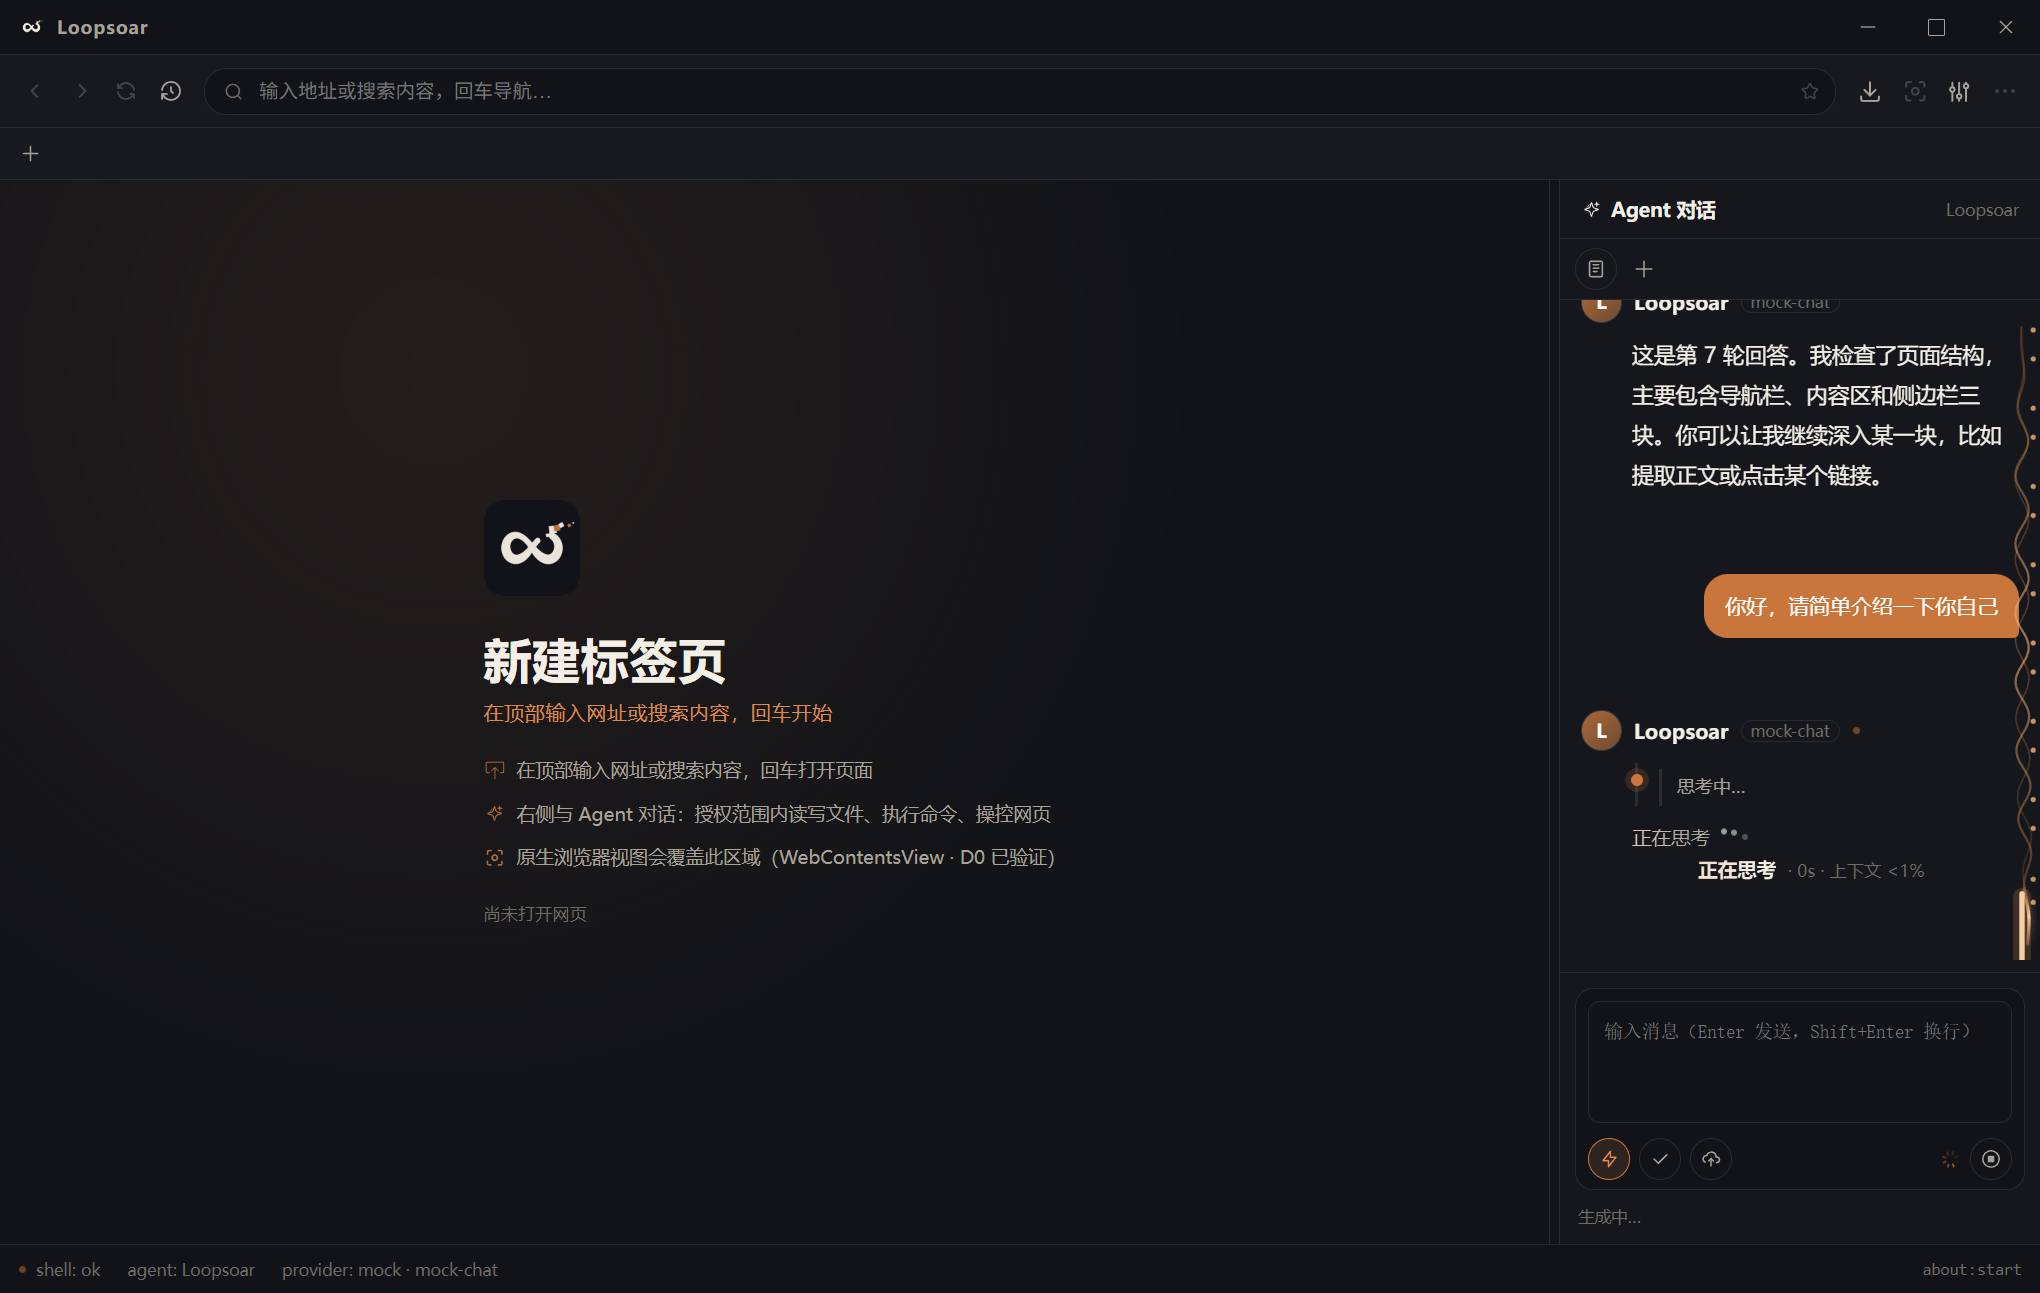 Loopsoar
输入地址或搜索内容，回车导航…
Agent 对话
Loopsoar
L Loopsoar mock-chat
这是第 7 轮回答。我检查了页面结构，
主要包含导航栏、内容区和侧边栏三
块。你可以让我继续深入某一块，比如
提取正文或点击某个链接。
你好，请简单介绍一下你自己
L Loopsoar mock-chat
思考中...
正在思考
正在思考 · 0s · 上下文 <1%
新建标签页
在顶部输入网址或搜索内容，回车开始
在顶部输入网址或搜索内容，回车打开页面
右侧与 Agent 对话：授权范围内读写文件、执行命令、操控网页
原生浏览器视图会覆盖此区域（WebContentsView · D0 已验证）
尚未打开网页
输入消息（Enter 发送，Shift+Enter 换行）
生成中...
shell: ok
agent: Loopsoar
provider: mock · mock-chat
about:start